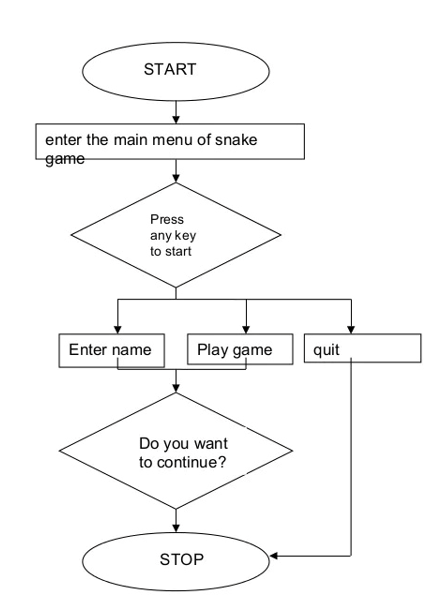 START
enter the main menu of snake
game
Press
any key
to start
Enter name
Play game
quit
Do you want
to continue?
STOP